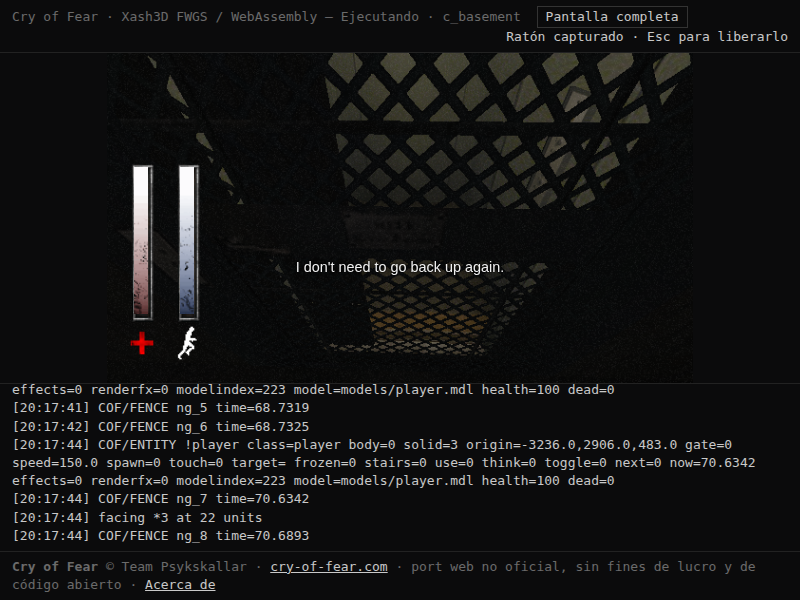 Cry of Fear · Xash3D FWGS / WebAssembly — Ejecutando · c_basement
Pantalla completa
Ratón capturado · Esc para liberarlo
I don't need to go back up again.
effects=0 renderfx=0 modelindex=223 model=models/player.mdl health=100 dead=0
[20:17:41] COF/FENCE ng_5 time=68.7319
[20:17:42] COF/FENCE ng_6 time=68.7325
[20:17:44] COF/ENTITY !player class=player body=0 solid=3 origin=-3236.0,2906.0,483.0 gate=0
speed=150.0 spawn=0 touch=0 target= frozen=0 stairs=0 use=0 think=0 toggle=0 next=0 now=70.6342
effects=0 renderfx=0 modelindex=223 model=models/player.mdl health=100 dead=0
[20:17:44] COF/FENCE ng_7 time=70.6342
[20:17:44] facing *3 at 22 units
[20:17:44] COF/FENCE ng_8 time=70.6893
Cry of Fear © Team Psyskallar · cry-of-fear.com · port web no oficial, sin fines de lucro y de
código abierto · Acerca de